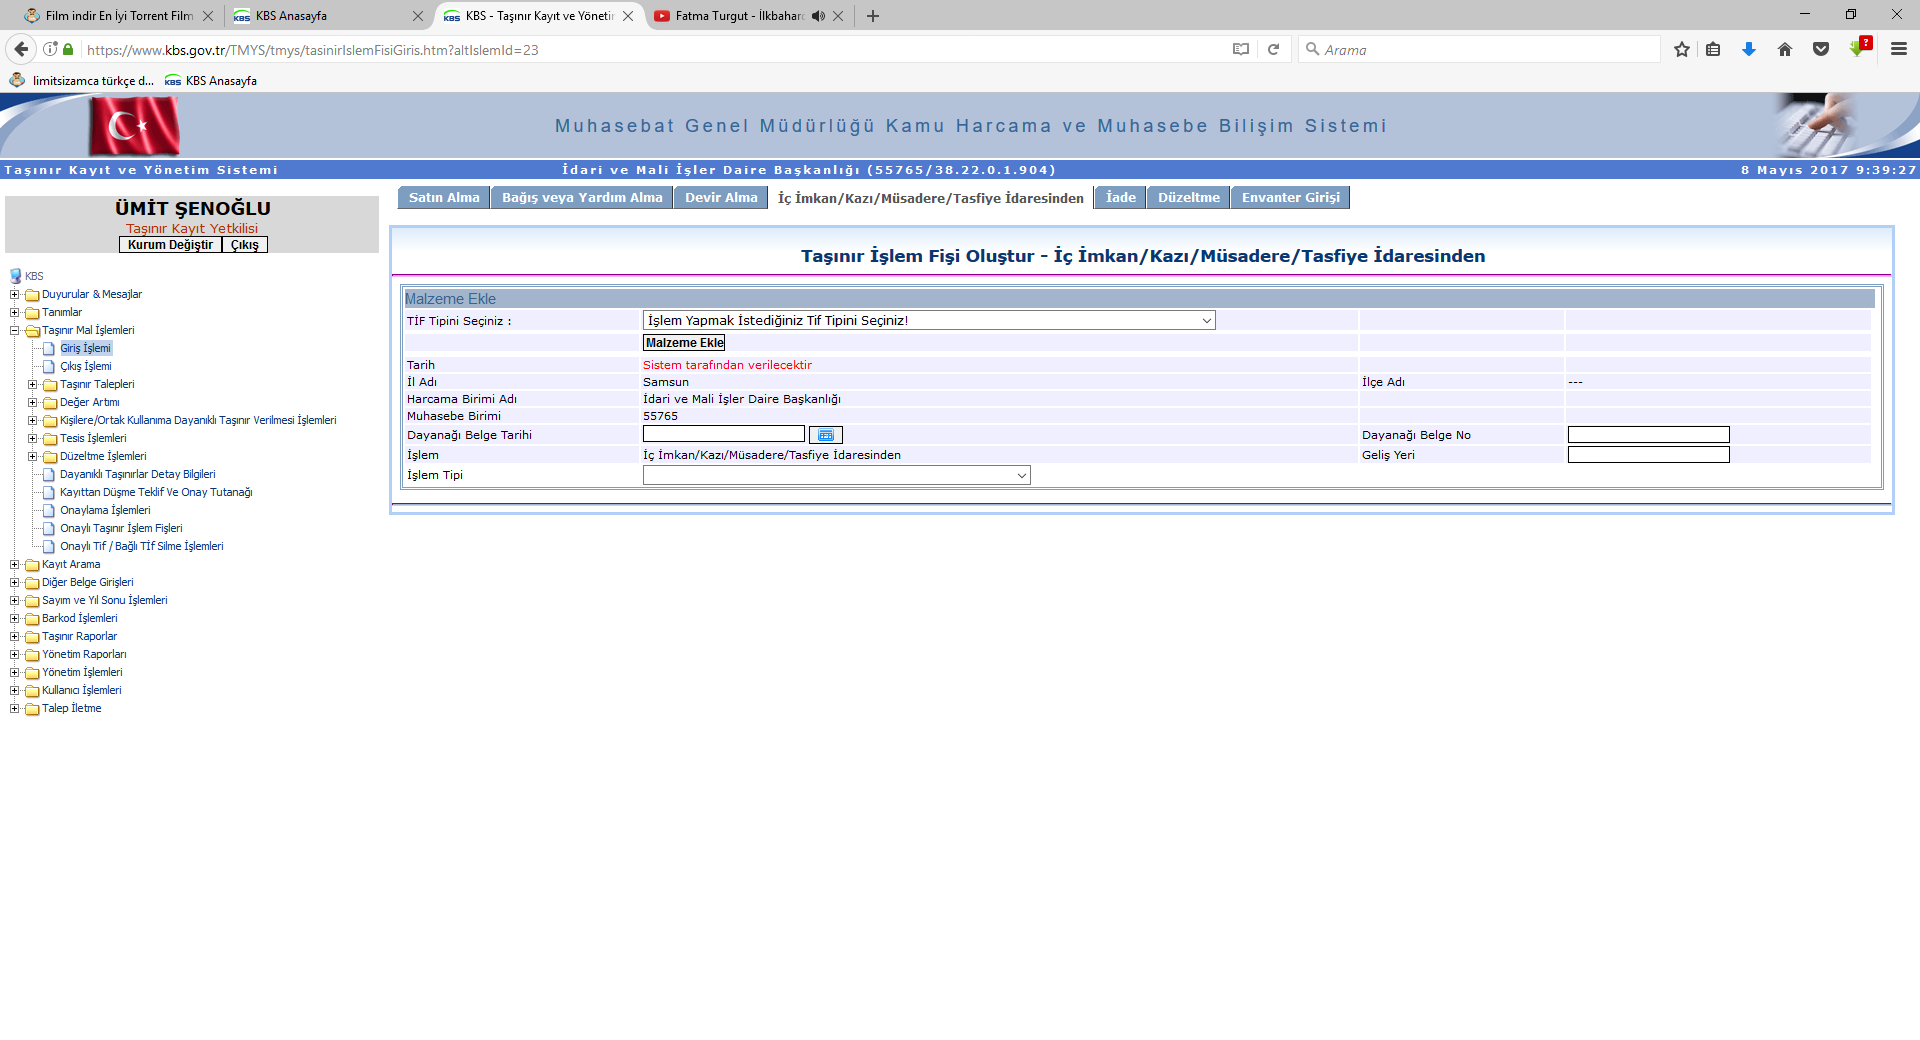 Film indir En İyi Torrent Film
KBS Anasayfa
KBS - Taşınır Kayıt ve Yönetim
Fatma Turgut - İlkbahar
https://www.kbs.gov.tr/TMYS/tmys/tasinirIslemFisiGiris.htm?altIslemId=23
Arama
limitsizamca türkçe d...
KBS Anasayfa
Muhasebat Genel Müdürlüğü Kamu Harcama ve Muhasebe Bilişim Sistemi
Taşınır Kayıt ve Yönetim Sistemi
İdari ve Mali İşler Daire Başkanlığı (55765/38.22.0.1.904)
8 Mayıs 2017 9:39:27
ÜMİT ŞENOĞLU
Taşınır Kayıt Yetkilisi
Kurum Değiştir Çıkış
KBS
Duyurular & Mesajlar
Tanımlar
Taşınır Mal İşlemleri
Giriş İşlemi
Çıkış İşlemi
Taşınır Talepleri
Değer Artımı
Kişilere/Ortak Kullanıma Dayanıklı Taşınır Verilmesi İşlemleri
Tesis İşlemleri
Düzeltme İşlemleri
Dayanıklı Taşınırlar Detay Bilgileri
Kayıttan Düşme Teklif Ve Onay Tutanağı
Onaylama İşlemleri
Onaylı Taşınır İşlem Fişleri
Onaylı Tif / Bağlı Tİf Silme İşlemleri
Kayıt Arama
Diğer Belge Girişleri
Sayım ve Yıl Sonu İşlemleri
Barkod İşlemleri
Taşınır Raporlar
Yönetim Raporları
Yönetim İşlemleri
Kullanıcı İşlemleri
Talep İletme
Satın Alma
Bağış veya Yardım Alma
Devir Alma
İç İmkan/Kazı/Müsadere/Tasfiye İdaresinden
İade
Düzeltme
Envanter Girişi
Taşınır İşlem Fişi Oluştur - İç İmkan/Kazı/Müsadere/Tasfiye İdaresinden
Malzeme Ekle
TİF Tipini Seçiniz : İşlem Yapmak İstediğiniz Tif Tipini Seçiniz!
Malzeme Ekle
Tarih Sistem tarafından verilecektir
İl Adı Samsun İlçe Adı ---
Harcama Birimi Adı İdari ve Mali İşler Daire Başkanlığı
Muhasebe Birimi 55765
Dayanağı Belge Tarihi Dayanağı Belge No
İşlem İç İmkan/Kazı/Müsadere/Tasfiye İdaresinden Geliş Yeri
İşlem Tipi